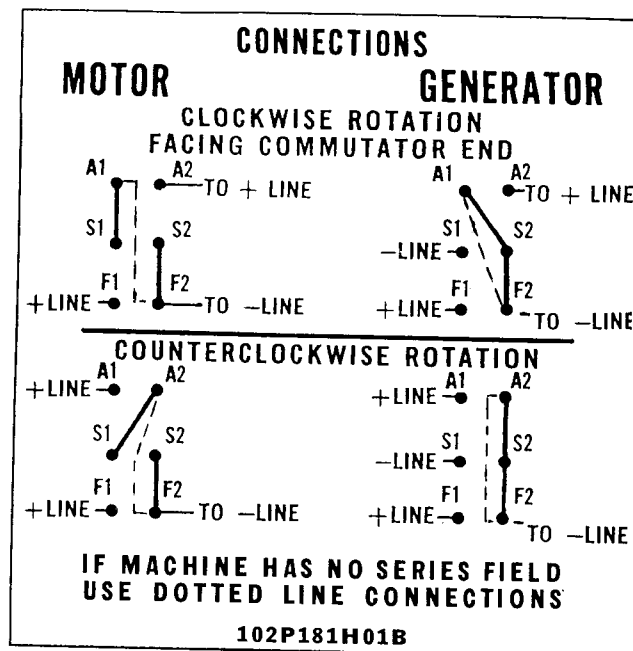 CONNECTIONS
MOTOR GENERATOR
CLOCKWISE ROTATION
FACING COMMUTATOR END
A1 A2 TO + LINE A1 A2 TO + LINE
S1 S2 S1 S2
-LINE
F1 F2 F1 F2
+LINE TO -LINE +LINE TO -LINE
COUNTERCLOCKWISE ROTATION
+LINE A1 A2 +LINE A1 A2
S1 S2 -LINE S1 S2
F1 F2 F1 F2
+LINE TO -LINE +LINE TO -LINE
IF MACHINE HAS NO SERIES FIELD
USE DOTTED LINE CONNECTIONS
102P181H01B